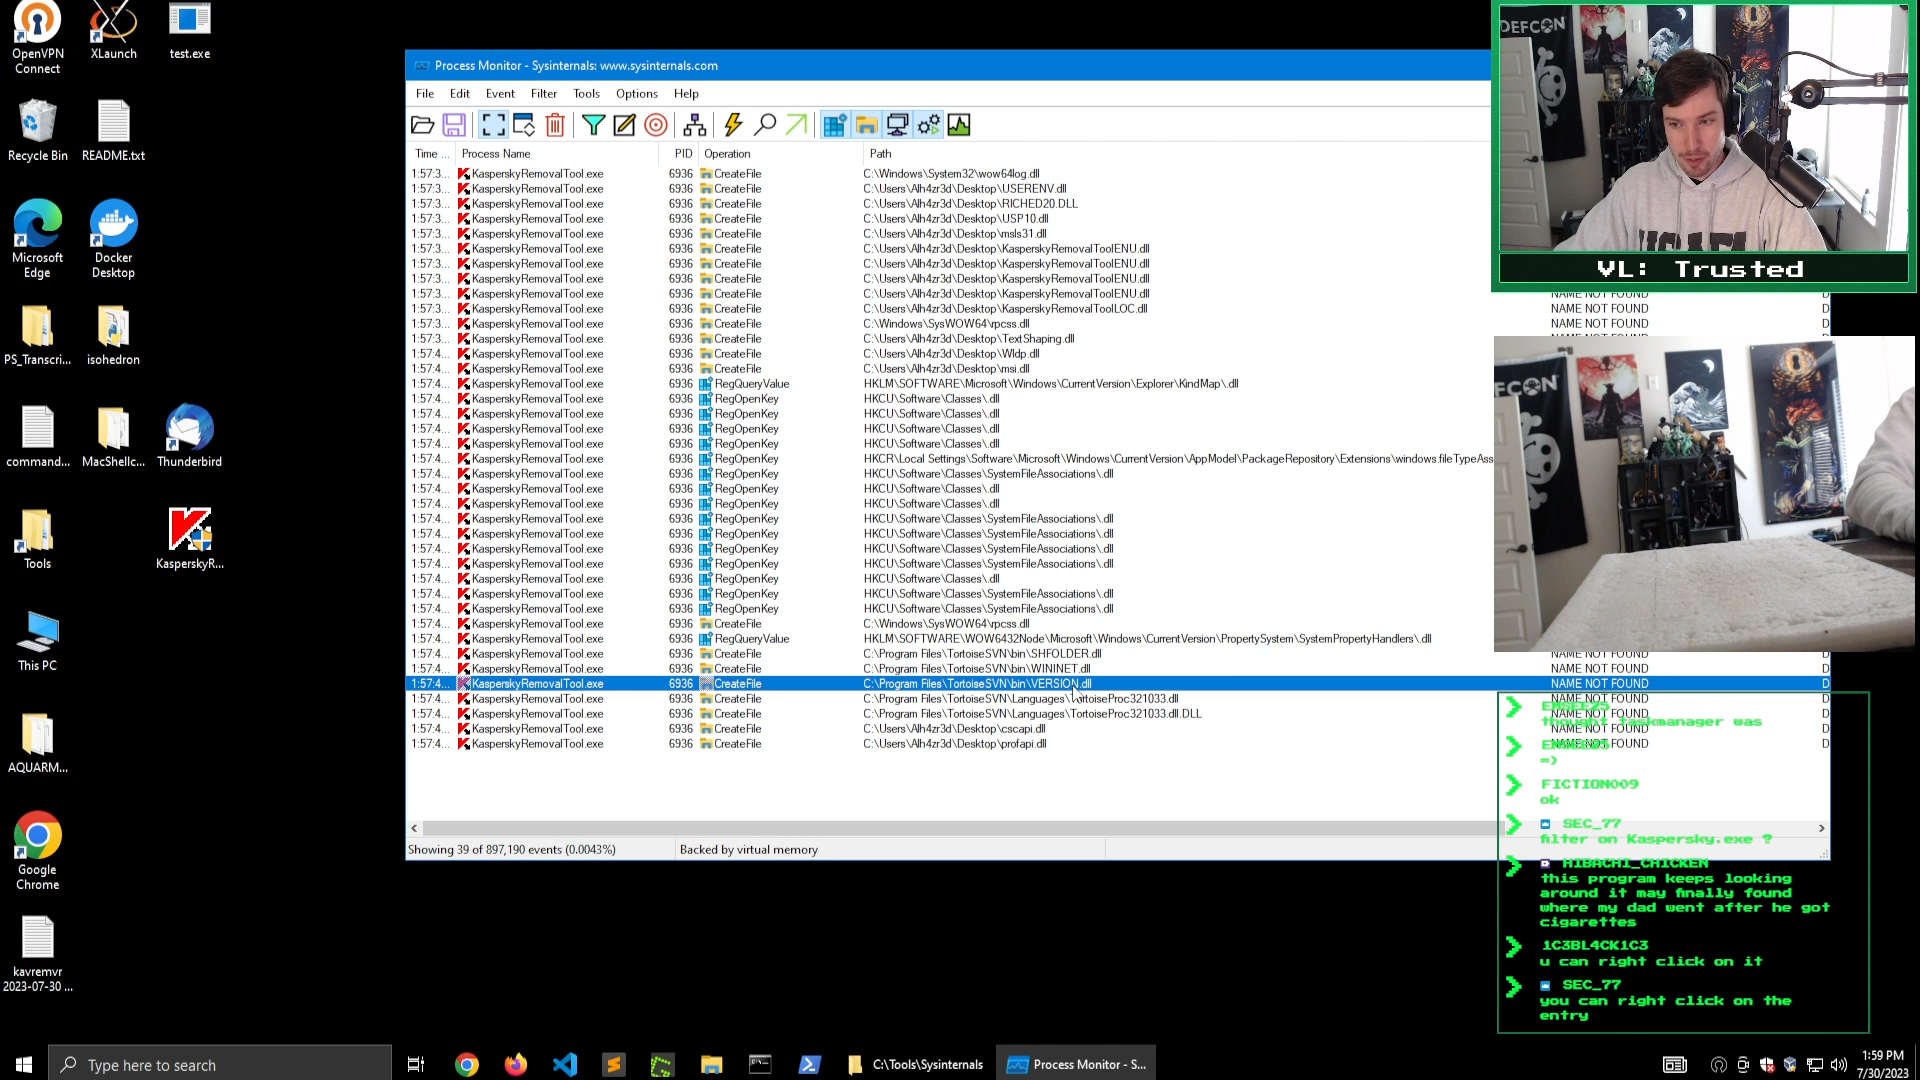 OpenVPN
Connect
XLaunch
test.exe
Recycle Bin
README.txt
Microsoft
Edge
Docker
Desktop
PS_Transcri...
isohedron
command...
MacShellc...
Thunderbird
Tools
KasperskyR...
This PC
AQUARM...
Google
Chrome
kavremvr
2023-07-30 ...
Process Monitor - Sysinternals: www.sysinternals.com
File Edit Event Filter Tools Options Help
Time ... Process Name PID Operation Path
1:57:3... KasperskyRemovalTool.exe 6936 CreateFile C:\Windows\System32\wow64log.dll
1:57:3... KasperskyRemovalTool.exe 6936 CreateFile C:\Users\Alh4zr3d\Desktop\USERENV.dll
1:57:3... KasperskyRemovalTool.exe 6936 CreateFile C:\Users\Alh4zr3d\Desktop\RICHED20.DLL
1:57:3... KasperskyRemovalTool.exe 6936 CreateFile C:\Users\Alh4zr3d\Desktop\USP10.dll
1:57:3... KasperskyRemovalTool.exe 6936 CreateFile C:\Users\Alh4zr3d\Desktop\msls31.dll
1:57:3... KasperskyRemovalTool.exe 6936 CreateFile C:\Users\Alh4zr3d\Desktop\KasperskyRemovalToolENU.dll
1:57:3... KasperskyRemovalTool.exe 6936 CreateFile C:\Users\Alh4zr3d\Desktop\KasperskyRemovalToolENU.dll
1:57:3... KasperskyRemovalTool.exe 6936 CreateFile C:\Users\Alh4zr3d\Desktop\KasperskyRemovalToolENU.dll
1:57:3... KasperskyRemovalTool.exe 6936 CreateFile C:\Users\Alh4zr3d\Desktop\KasperskyRemovalToolENU.dll NAME NOT FOUND D
1:57:3... KasperskyRemovalTool.exe 6936 CreateFile C:\Users\Alh4zr3d\Desktop\KasperskyRemovalToolLOC.dll NAME NOT FOUND D
1:57:3... KasperskyRemovalTool.exe 6936 CreateFile C:\Windows\SysWOW64\rpcss.dll NAME NOT FOUND D
1:57:3... KasperskyRemovalTool.exe 6936 CreateFile C:\Users\Alh4zr3d\Desktop\TextShaping.dll
1:57:4... KasperskyRemovalTool.exe 6936 CreateFile C:\Users\Alh4zr3d\Desktop\Wldp.dll
1:57:4... KasperskyRemovalTool.exe 6936 CreateFile C:\Users\Alh4zr3d\Desktop\msi.dll
1:57:4... KasperskyRemovalTool.exe 6936 RegQueryValue HKLM\SOFTWARE\Microsoft\Windows\CurrentVersion\Explorer\KindMap\.dll
1:57:4... KasperskyRemovalTool.exe 6936 RegOpenKey HKCU\Software\Classes\.dll
1:57:4... KasperskyRemovalTool.exe 6936 RegOpenKey HKCU\Software\Classes\.dll
1:57:4... KasperskyRemovalTool.exe 6936 RegOpenKey HKCU\Software\Classes\.dll
1:57:4... KasperskyRemovalTool.exe 6936 RegOpenKey HKCU\Software\Classes\.dll
1:57:4... KasperskyRemovalTool.exe 6936 RegOpenKey HKCR\Local Settings\Software\Microsoft\Windows\CurrentVersion\AppModel\PackageRepository\Extensions\windows.fileTypeAss
1:57:4... KasperskyRemovalTool.exe 6936 RegOpenKey HKCU\Software\Classes\SystemFileAssociations\.dll
1:57:4... KasperskyRemovalTool.exe 6936 RegOpenKey HKCU\Software\Classes\.dll
1:57:4... KasperskyRemovalTool.exe 6936 RegOpenKey HKCU\Software\Classes\.dll
1:57:4... KasperskyRemovalTool.exe 6936 RegOpenKey HKCU\Software\Classes\SystemFileAssociations\.dll
1:57:4... KasperskyRemovalTool.exe 6936 RegOpenKey HKCU\Software\Classes\SystemFileAssociations\.dll
1:57:4... KasperskyRemovalTool.exe 6936 RegOpenKey HKCU\Software\Classes\SystemFileAssociations\.dll
1:57:4... KasperskyRemovalTool.exe 6936 RegOpenKey HKCU\Software\Classes\SystemFileAssociations\.dll
1:57:4... KasperskyRemovalTool.exe 6936 RegOpenKey HKCU\Software\Classes\.dll
1:57:4... KasperskyRemovalTool.exe 6936 RegOpenKey HKCU\Software\Classes\SystemFileAssociations\.dll
1:57:4... KasperskyRemovalTool.exe 6936 RegOpenKey HKCU\Software\Classes\SystemFileAssociations\.dll
1:57:4... KasperskyRemovalTool.exe 6936 CreateFile C:\Windows\SysWOW64\rpcss.dll
1:57:4... KasperskyRemovalTool.exe 6936 RegQueryValue HKLM\SOFTWARE\WOW6432Node\Microsoft\Windows\CurrentVersion\PropertySystem\SystemPropertyHandlers\.dll
1:57:4... KasperskyRemovalTool.exe 6936 CreateFile C:\Program Files\TortoiseSVN\bin\SHFOLDER.dll NAME NOT FOUND D
1:57:4... KasperskyRemovalTool.exe 6936 CreateFile C:\Program Files\TortoiseSVN\bin\WININET.dll NAME NOT FOUND D
1:57:4... KasperskyRemovalTool.exe 6936 CreateFile C:\Program Files\TortoiseSVN\bin\VERSION.dll NAME NOT FOUND D
1:57:4... KasperskyRemovalTool.exe 6936 CreateFile C:\Program Files\TortoiseSVN\Languages\TortoiseProc321033.dll NAME NOT FOUND D
1:57:4... KasperskyRemovalTool.exe 6936 CreateFile C:\Program Files\TortoiseSVN\Languages\TortoiseProc321033.dll.DLL NAME NOT FOUND D
1:57:4... KasperskyRemovalTool.exe 6936 CreateFile C:\Users\Alh4zr3d\Desktop\cscapi.dll NAME NOT FOUND D
1:57:4... KasperskyRemovalTool.exe 6936 CreateFile C:\Users\Alh4zr3d\Desktop\profapi.dll NAME NOT FOUND D
Showing 39 of 897,190 events (0.0043%) Backed by virtual memory
DEFCON
VL: Trusted
EMSEE25
thought taskmanager was
EMSEE25
=)
FICTION009
ok
SEC_77
filter on Kaspersky.exe ?
HIBACHI_CHICKEN
this program keeps looking
around it may finally found
where my dad went after he got
cigarettes
1C3BL4CK1C3
u can right click on it
SEC_77
you can right click on the
entry
Type here to search
C:\Tools\Sysinternals
Process Monitor - S...
1:59 PM
7/30/2023